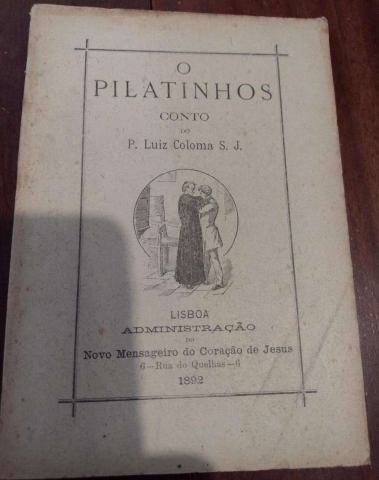 O
PILATINHOS
CONTO
DO
P. Luiz Coloma S. J.
LISBOA
ADMINISTRAÇÃO
DO
Novo Mensageiro do Coração de Jesus
6—Rua do Quelhas—6
1892